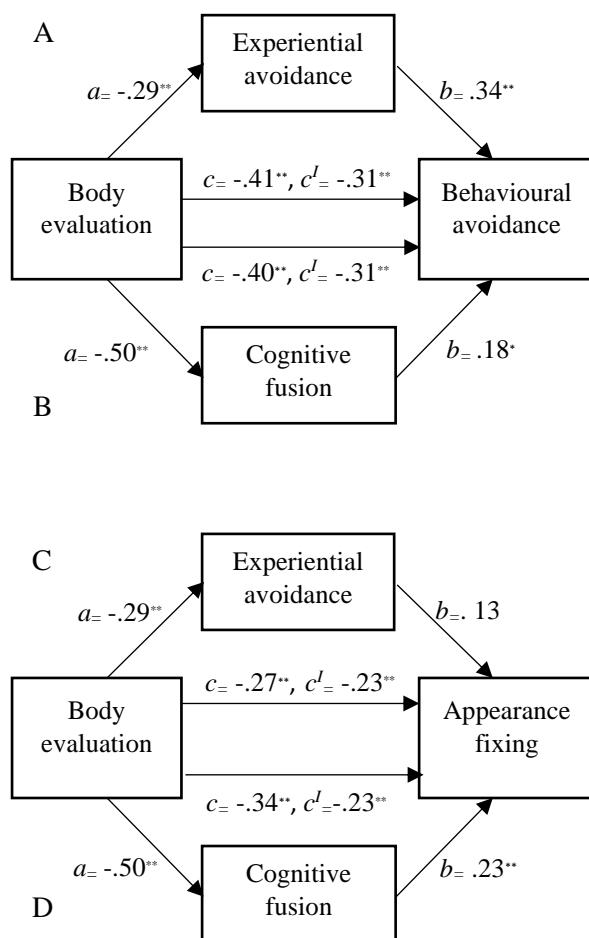 A
Experiential
avoidance
a= -.29**
b= .34**
Body
evaluation
c= -.41**, cᴵ= -.31**
Behavioural
avoidance
c= -.40**, cᴵ= -.31**
a= -.50**
Cognitive
fusion
b= .18*
B
C
Experiential
avoidance
a= -.29**
b=. 13
Body
evaluation
c= -.27**, cᴵ= -.23**
Appearance
fixing
c= -.34**, cᴵ=-.23**
a= -.50**
Cognitive
fusion
b= .23**
D